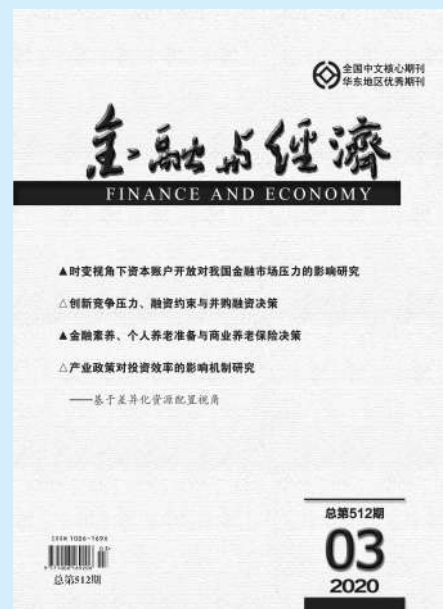 全国中文核心期刊
华东地区优秀期刊
金融与经濟
FINANCE AND ECONOMY
▲时变视角下资本账户开放对我国金融市场压力的影响研究
△创新竞争压力、融资约束与并购融资决策
▲金融素养、个人养老准备与商业养老保险决策
△产业政策对投资效率的影响机制研究
——基于差异化资源配置视角
总第512期
03
2020
ISSN 1006-169X
总第512期